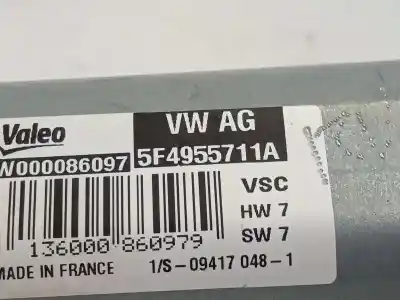 Valeo
VW AG
W000086097
5F4955711A
VSC
HW 7
SW 7
136000 860979
MADE IN FRANCE
1/S-09417 048-1